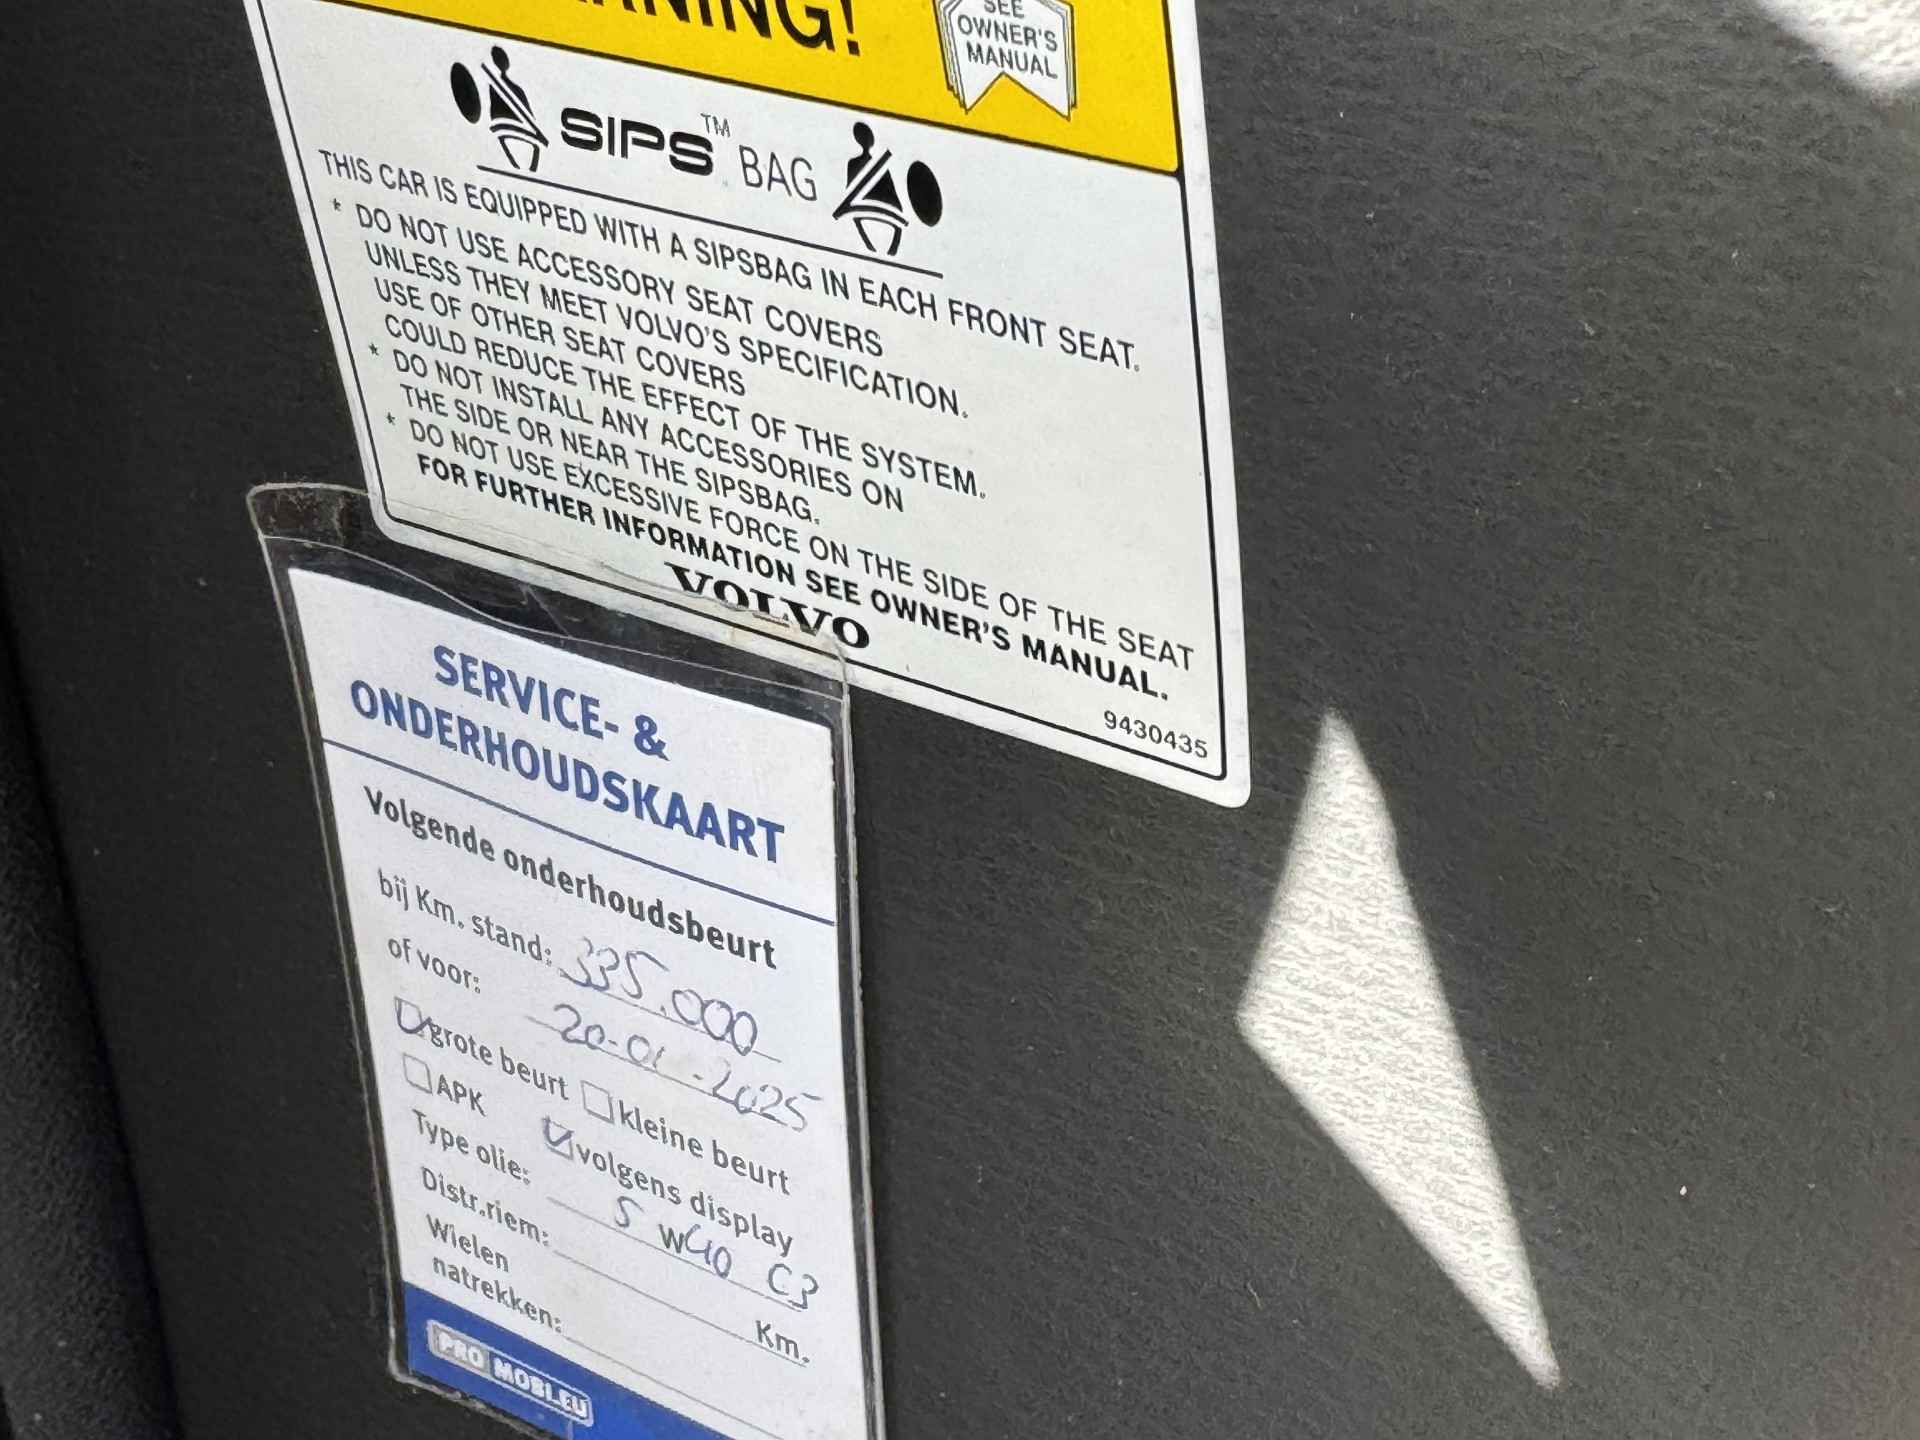 WARNING!
SEE
OWNER'S
MANUAL
SIPS™ BAG
THIS CAR IS EQUIPPED WITH A SIPSBAG IN EACH FRONT SEAT.
* DO NOT USE ACCESSORY SEAT COVERS
UNLESS THEY MEET VOLVO'S SPECIFICATION.
USE OF OTHER SEAT COVERS
COULD REDUCE THE EFFECT OF THE SYSTEM.
* DO NOT INSTALL ANY ACCESSORIES ON
THE SIDE OR NEAR THE SIPSBAG.
* DO NOT USE EXCESSIVE FORCE ON THE SIDE OF THE SEAT
FOR FURTHER INFORMATION SEE OWNER'S MANUAL.
VOLVO
9430435
SERVICE- &
ONDERHOUDSKAART
Volgende onderhoudsbeurt
bij Km. stand: 335.000
of voor: 20-01-2025
grote beurt kleine beurt
APK volgens display
Type olie: 5W40 C3
Distr.riem: Km.
Wielen
natrekken:
PRO MOBI.EU